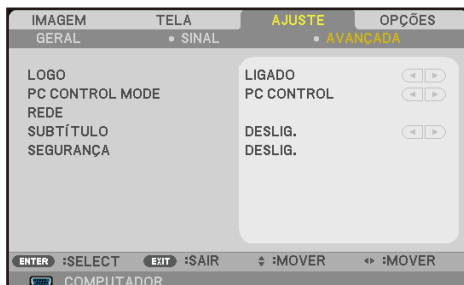 IMAGEM TELA AJUSTE OPÇÕES
GERAL • SINAL • AVANÇADA
LOGO LIGADO
PC CONTROL MODE PC CONTROL
REDE
SUBTÍTULO DESLIG.
SEGURANÇA DESLIG.
ENTER :SELECT EXIT :SAIR :MOVER :MOVER
COMPUTADOR